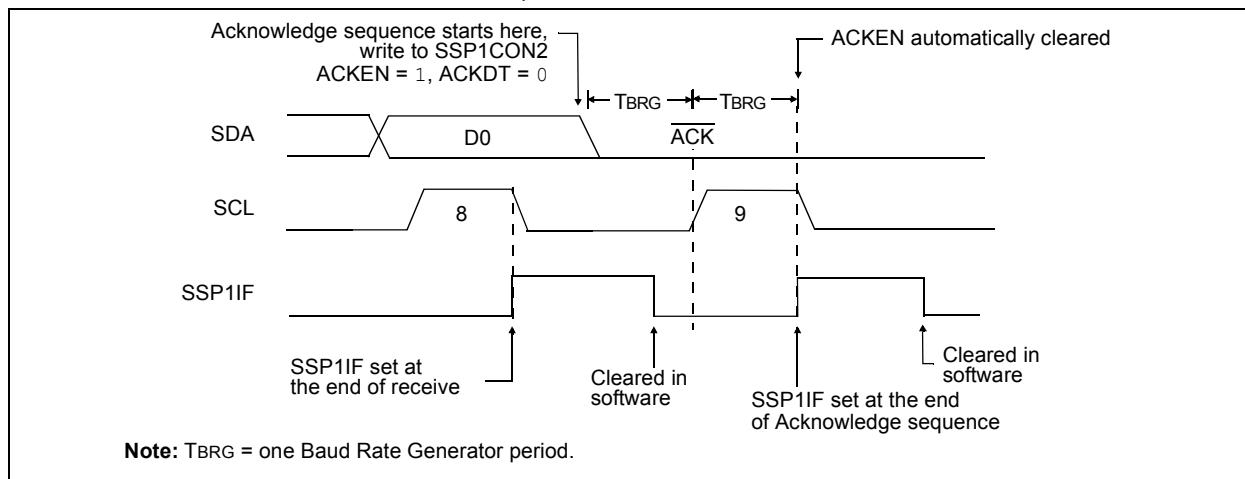 Acknowledge sequence starts here,
write to SSP1CON2
ACKEN = 1, ACKDT = 0
ACKEN automatically cleared
TBRG
TBRG
SDA
D0
ACK
SCL
8
9
SSP1IF
SSP1IF set at
the end of receive
Cleared in
software
SSP1IF set at the end
of Acknowledge sequence
Cleared in
software
Note: TBRG = one Baud Rate Generator period.